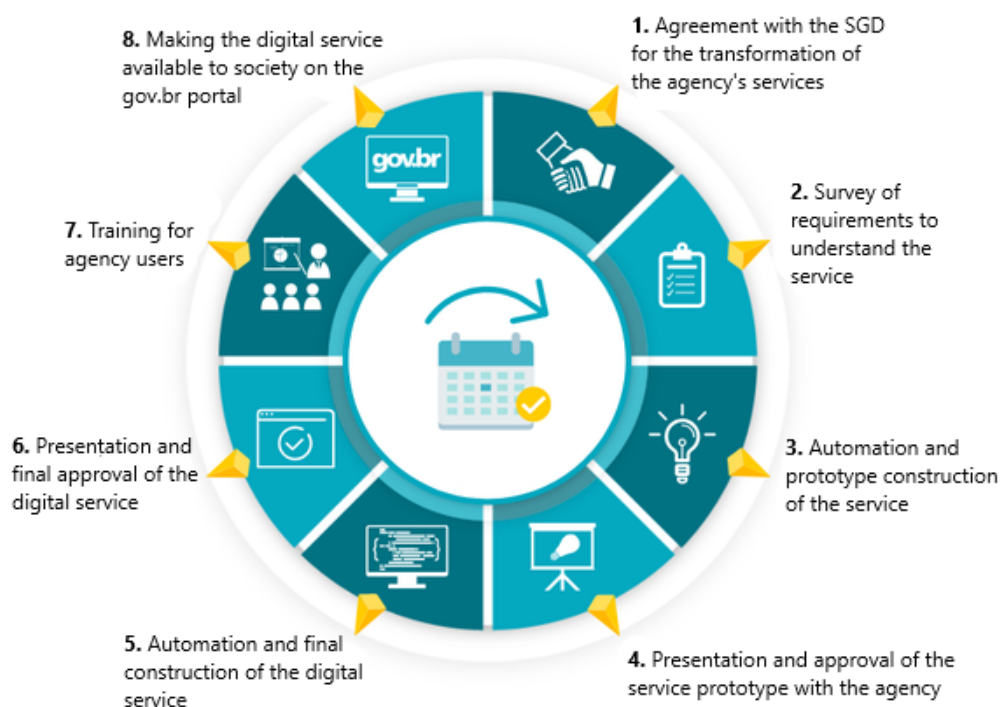 1. Agreement with the SGD
for the transformation of
the agency's services
2. Survey of
requirements to
understand the
service
3. Automation and
prototype construction
of the service
4. Presentation and approval of the
service prototype with the agency
5. Automation and final
construction of the digital
service
6. Presentation and
final approval of the
digital service
7. Training for
agency users
8. Making the digital service
available to society on the
gov.br portal
gov.br